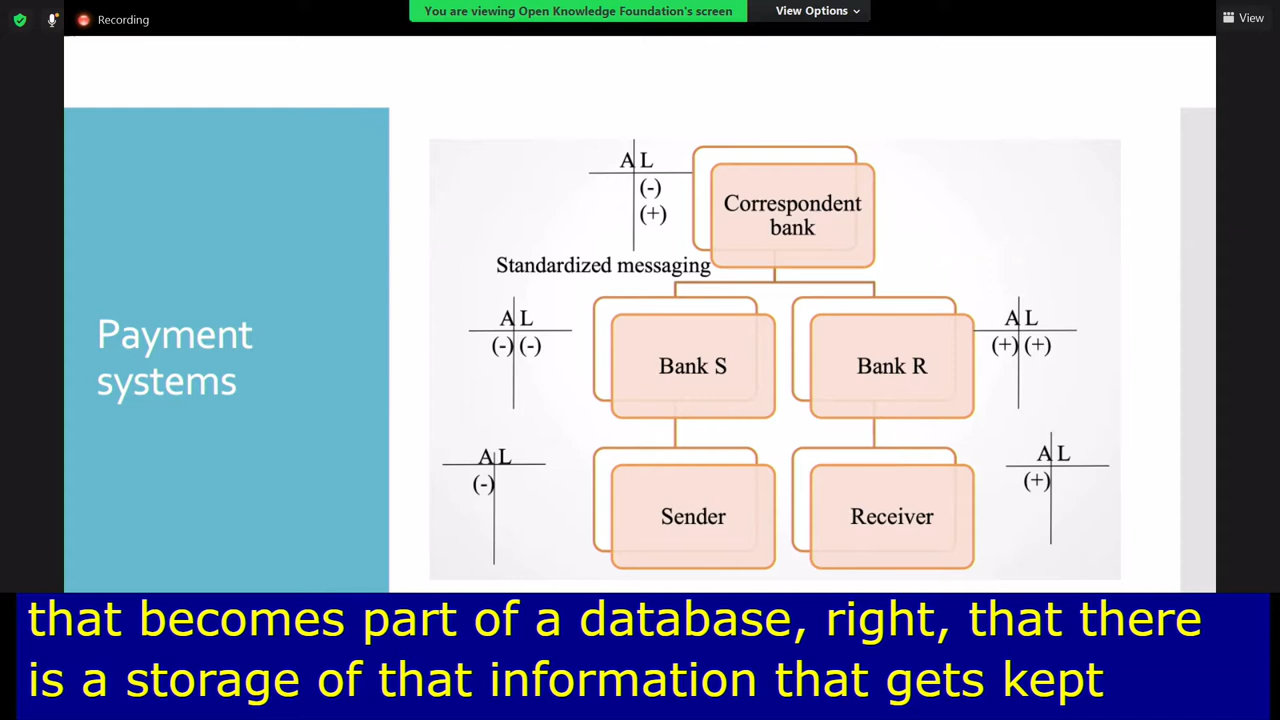 Recording
You are viewing Open Knowledge Foundation's screen
View Options
View
Payment
systems
A L
(-)
(+)
Correspondent
bank
Standardized messaging
A L
(-) (-)
Bank S
Bank R
A L
(+) (+)
A L
(-)
Sender
Receiver
A L
(+)
that becomes part of a database, right, that there
is a storage of that information that gets kept